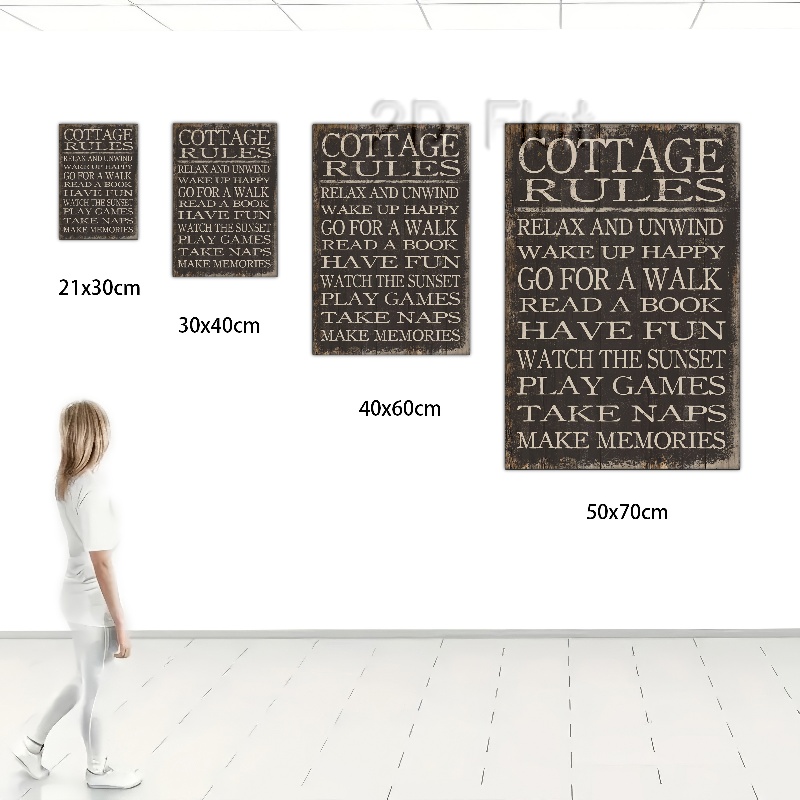 2D Flat
COTTAGE
RULES
RELAX AND UNWIND
WAKE UP HAPPY
GO FOR A WALK
READ A BOOK
HAVE FUN
WATCH THE SUNSET
PLAY GAMES
TAKE NAPS
MAKE MEMORIES
21x30cm
COTTAGE
RULES
RELAX AND UNWIND
WAKE UP HAPPY
GO FOR A WALK
READ A BOOK
HAVE FUN
WATCH THE SUNSET
PLAY GAMES
TAKE NAPS
MAKE MEMORIES
30x40cm
COTTAGE
RULES
RELAX AND UNWIND
WAKE UP HAPPY
GO FOR A WALK
READ A BOOK
HAVE FUN
WATCH THE SUNSET
PLAY GAMES
TAKE NAPS
MAKE MEMORIES
40x60cm
COTTAGE
RULES
RELAX AND UNWIND
WAKE UP HAPPY
GO FOR A WALK
READ A BOOK
HAVE FUN
WATCH THE SUNSET
PLAY GAMES
TAKE NAPS
MAKE MEMORIES
50x70cm